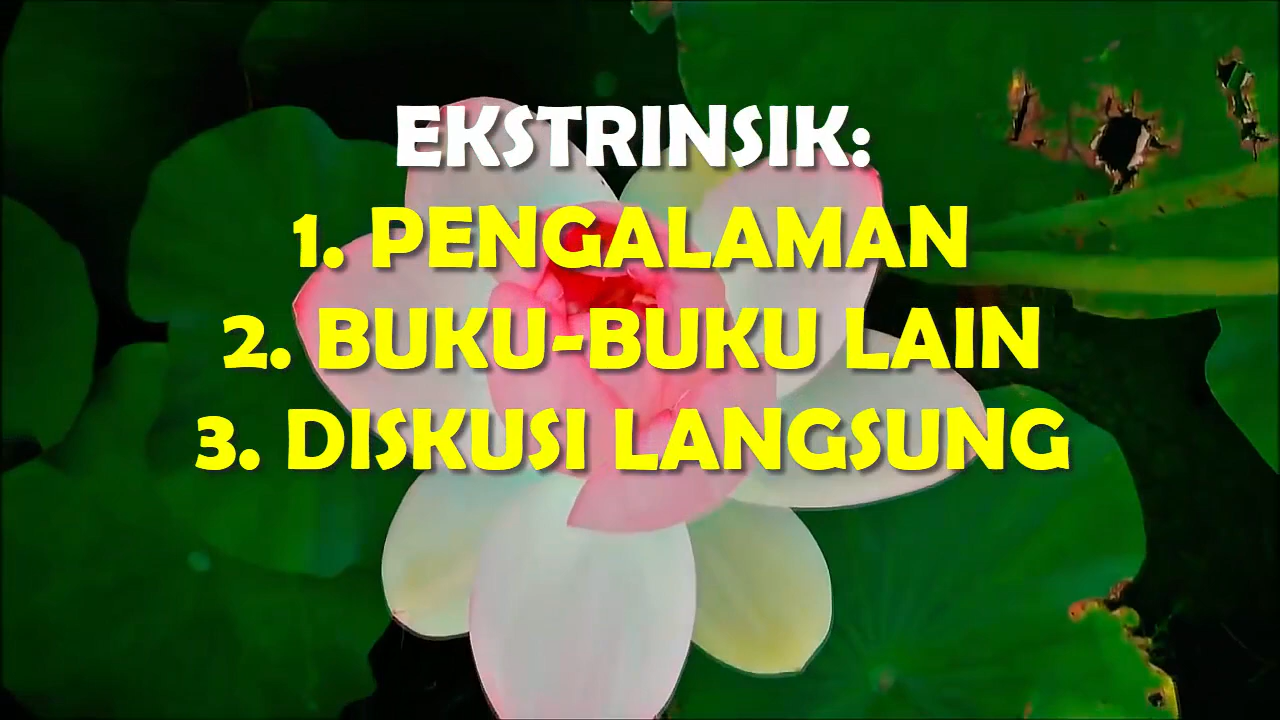 EKSTRINSIK:
1. PENGALAMAN
2. BUKU-BUKU LAIN
3. DISKUSI LANGSUNG